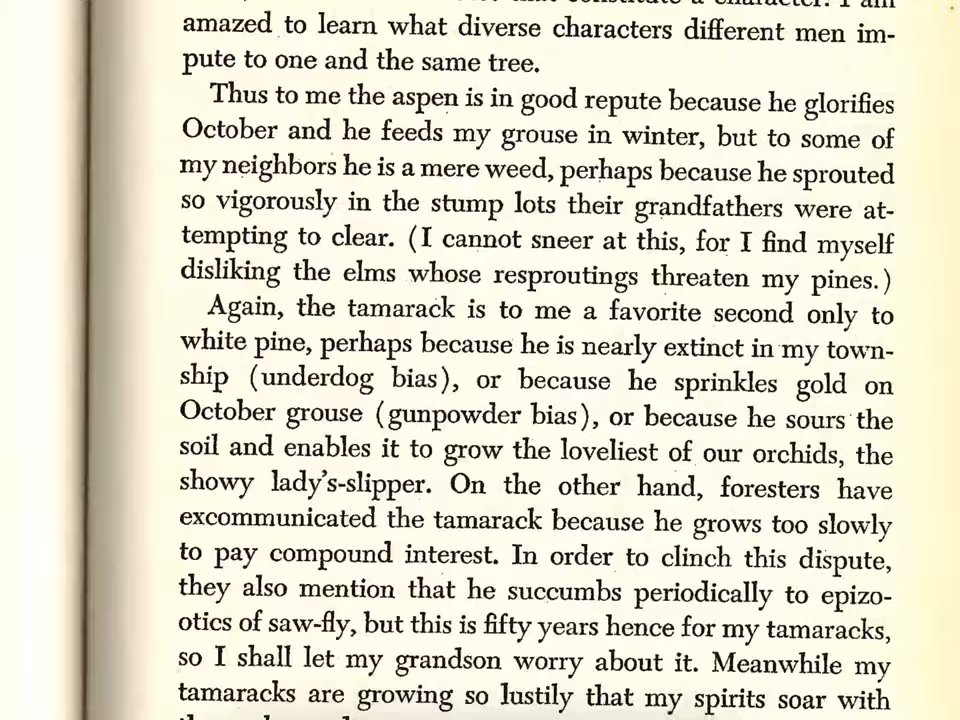 amazed to learn what diverse characters different men im-
pute to one and the same tree.
Thus to me the aspen is in good repute because he glorifies
October and he feeds my grouse in winter, but to some of
my neighbors he is a mere weed, perhaps because he sprouted
so vigorously in the stump lots their grandfathers were at-
tempting to clear. (I cannot sneer at this, for I find myself
disliking the elms whose resproutings threaten my pines.)
Again, the tamarack is to me a favorite second only to
white pine, perhaps because he is nearly extinct in my town-
ship (underdog bias), or because he sprinkles gold on
October grouse (gunpowder bias), or because he sours the
soil and enables it to grow the loveliest of our orchids, the
showy lady's-slipper. On the other hand, foresters have
excommunicated the tamarack because he grows too slowly
to pay compound interest. In order to clinch this dispute,
they also mention that he succumbs periodically to epizo-
otics of saw-fly, but this is fifty years hence for my tamaracks,
so I shall let my grandson worry about it. Meanwhile my
tamaracks are growing so lustily that my spirits soar with